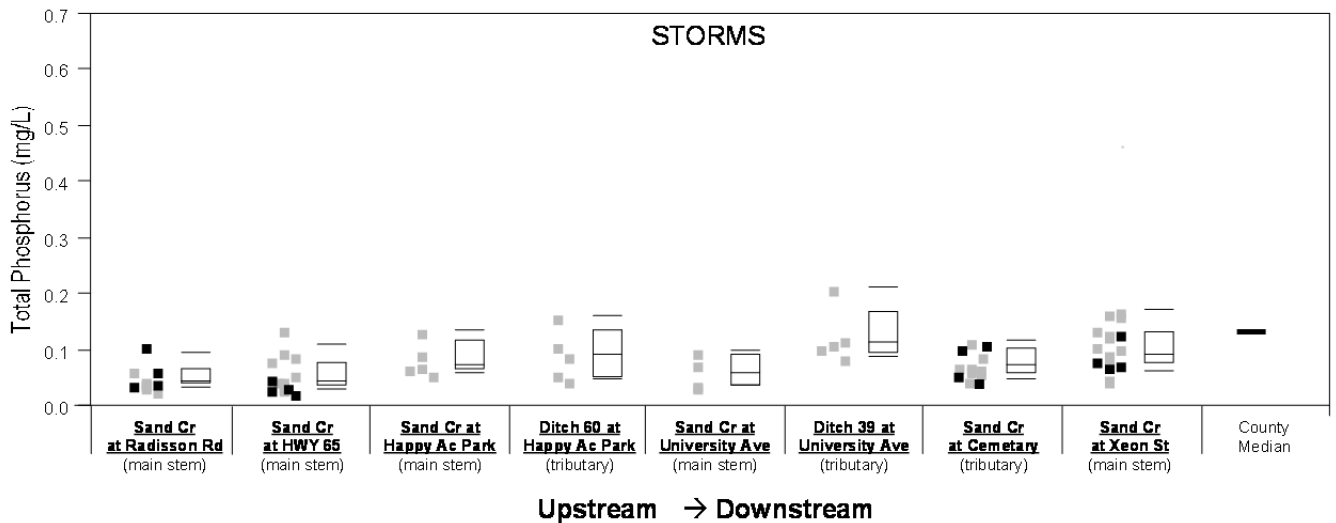 STORMS
Total Phosphorus (mg/L)
0.7
0.6
0.5
0.4
0.3
0.2
0.1
0.0
Sand Cr
at Radisson Rd
(main stem)
Sand Cr
at HWY 65
(main stem)
Sand Cr at
Happy Ac Park
(main stem)
Ditch 60 at
Happy Ac Park
(tributary)
Sand Cr at
University Ave
(main stem)
Ditch 39 at
University Ave
(tributary)
Sand Cr
at Cemetary
(tributary)
Sand Cr
at Xeon St
(main stem)
County
Median
Upstream → Downstream